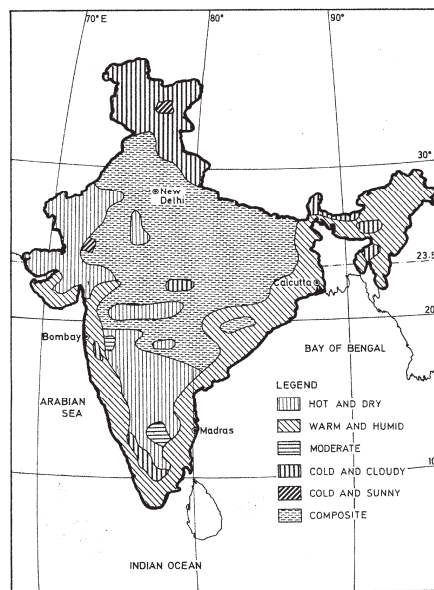 70°E
80°
90°
30°
New
Delhi
23.5
Calcutta
20
Bombay
BAY OF BENGAL
LEGEND
HOT AND DRY
ARABIAN
SEA
WARM AND HUMID
Madras
MODERATE
10
COLD AND CLOUDY
COLD AND SUNNY
COMPOSITE
INDIAN OCEAN